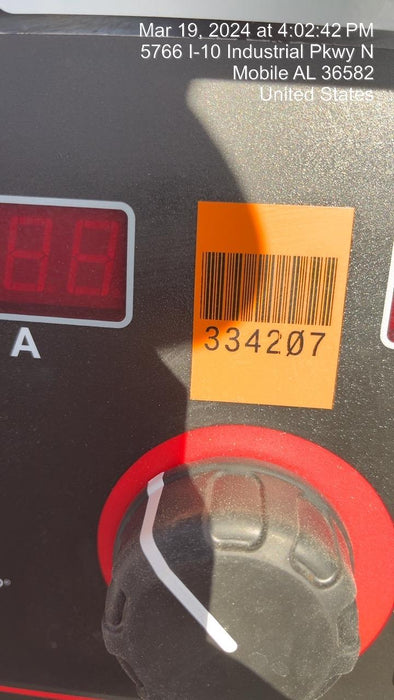 Mar 19, 2024 at 4:02:42 PM
5766 I-10 Industrial Pkwy N
Mobile AL 36582
United States
A
334207